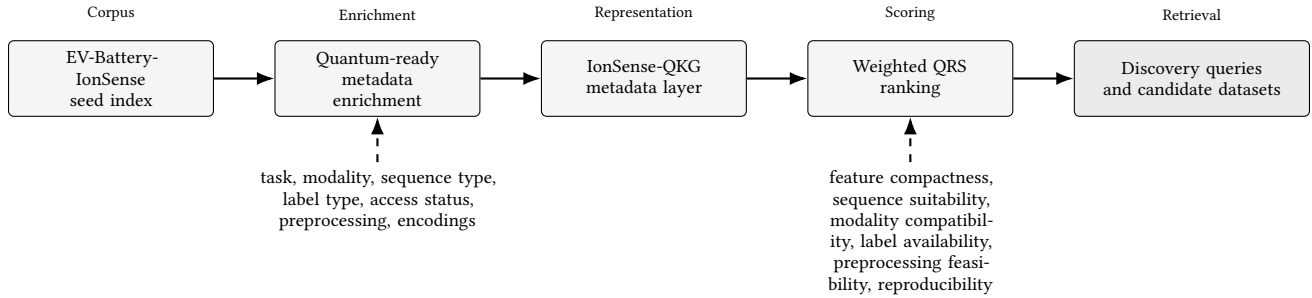 Corpus
Enrichment
Representation
Scoring
Retrieval
EV-Battery-
IonSense
seed index
Quantum-ready
metadata
enrichment
IonSense-QKG
metadata layer
Weighted QRS
ranking
Discovery queries
and candidate datasets
task, modality, sequence type,
label type, access status,
preprocessing, encodings
feature compactness,
sequence suitability,
modality compatibil-
ity, label availability,
preprocessing feasi-
bility, reproducibility